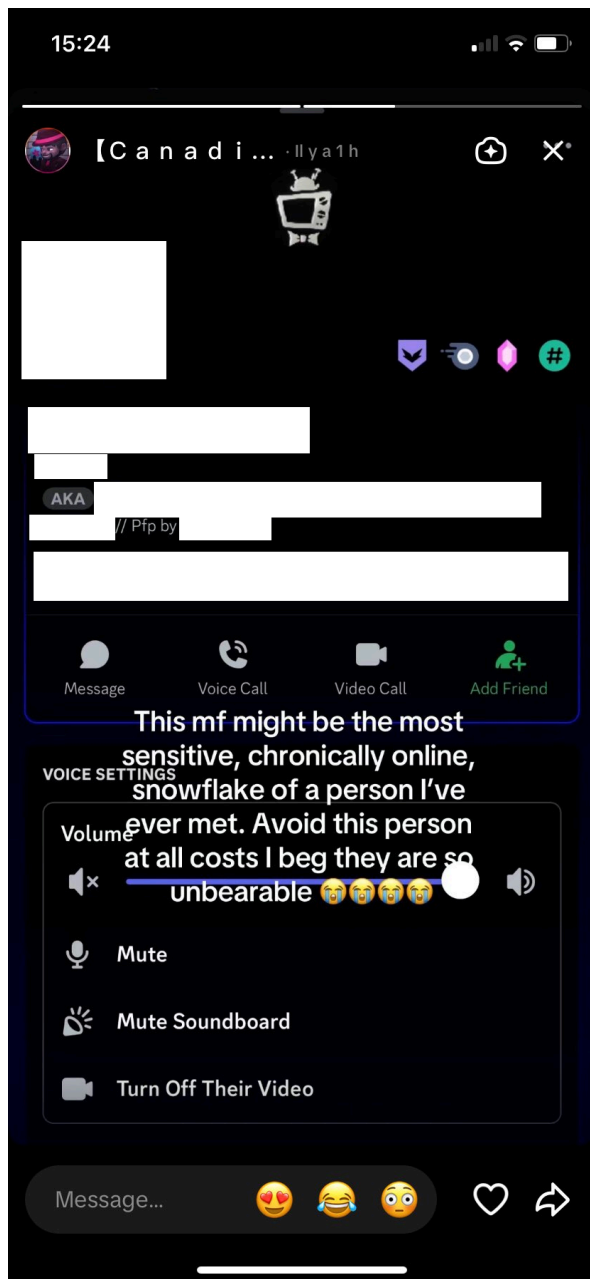 15:24
【C a n a d i... · Il y a 1 h
AKA
// Pfp by
Message
Voice Call
Video Call
Add Friend
This mf might be the most
sensitive, chronically online,
snowflake of a person I've
ever met. Avoid this person
at all costs I beg they are so
unbearable 😭😭😭😭
VOICE SETTINGS
Volume
Mute
Mute Soundboard
Turn Off Their Video
Message...